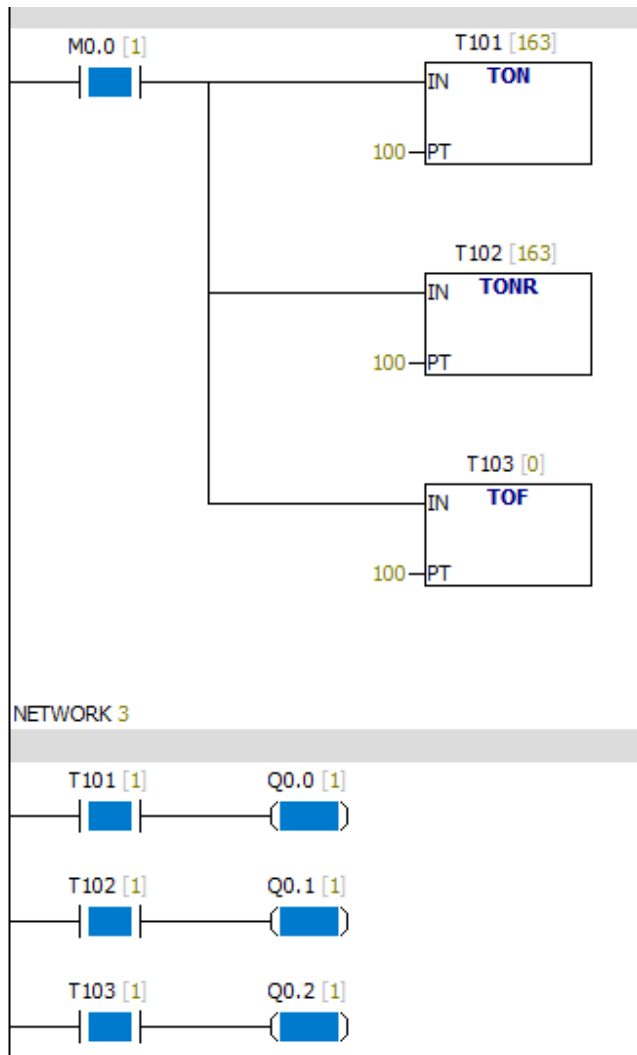 M0.0 [1] T101 [163]
IN TON
100 PT
T102 [163]
IN TONR
100 PT
T103 [0]
IN TOF
100 PT
NETWORK 3
T101 [1] Q0.0 [1]
T102 [1] Q0.1 [1]
T103 [1] Q0.2 [1]